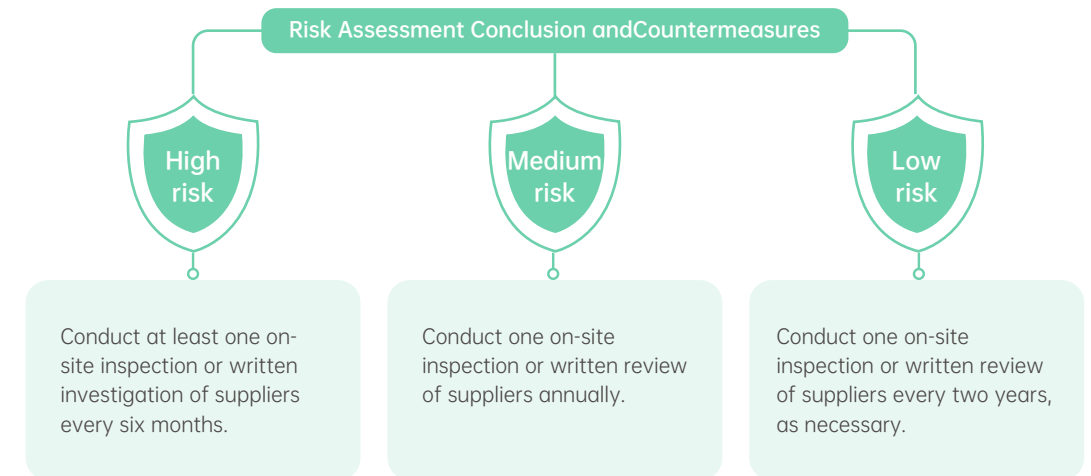 Risk Assessment Conclusion andCountermeasures
High
risk
Medium
risk
Low
risk
Conduct at least one on-
site inspection or written
investigation of suppliers
every six months.
Conduct one on-site
inspection or written review
of suppliers annually.
Conduct one on-site
inspection or written review
of suppliers every two years,
as necessary.